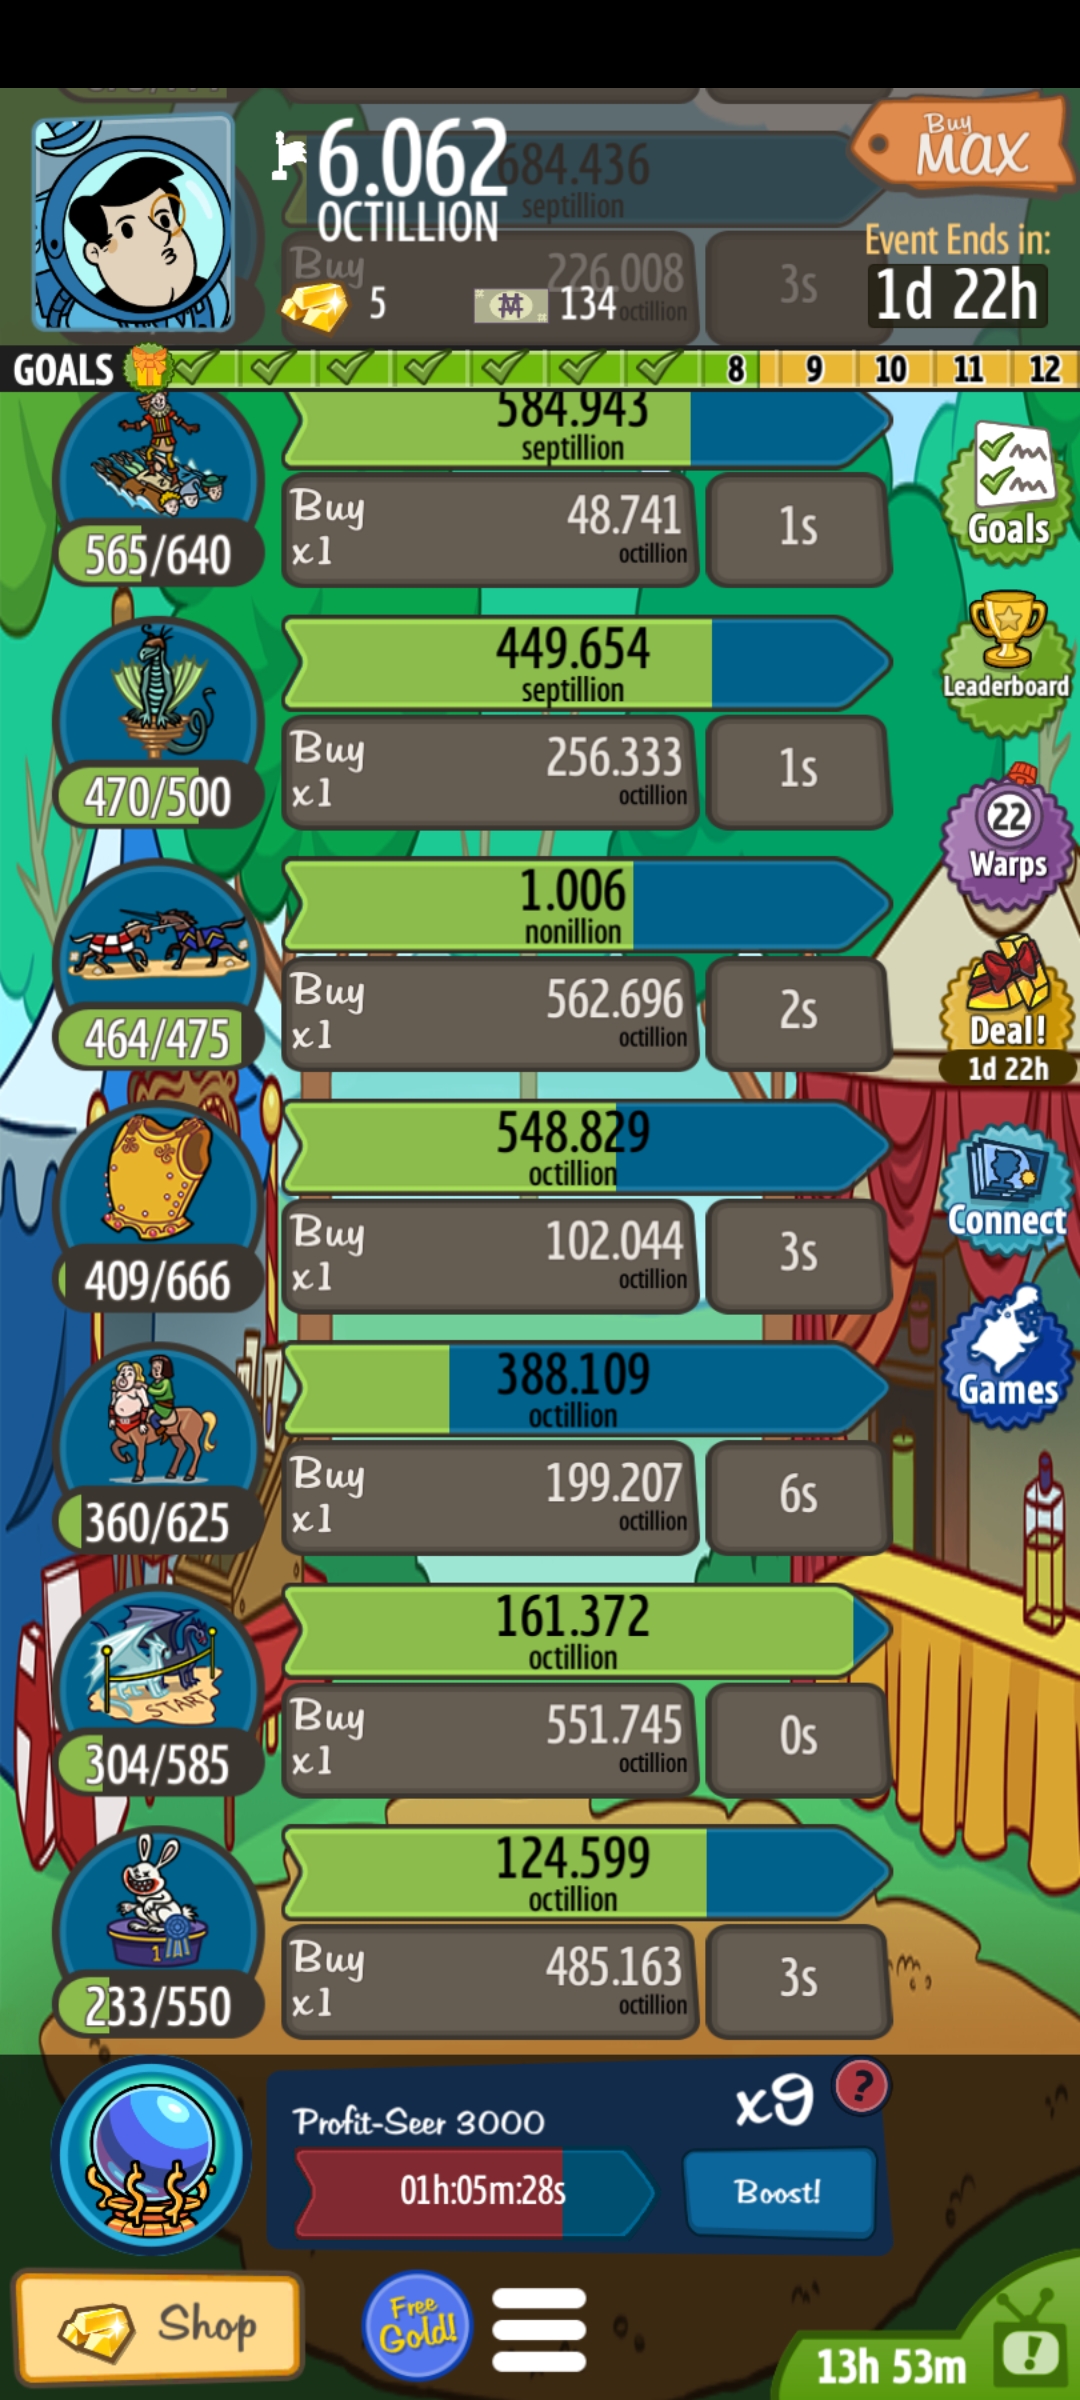 6.062
OCTILLION
684.436
septillion
Buy
MAX
Event Ends in:
1d 22h
Buy
226.008
octillion
3s
5
134
GOALS
8
9
10
11
12
584.943
septillion
Buy
x1
48.741
octillion
1s
565/640
Goals
449.654
septillion
Buy
x1
256.333
octillion
1s
470/500
Leaderboard
22
Warps
1.006
nonillion
Buy
x1
562.696
octillion
2s
464/475
Deal!
1d 22h
548.829
octillion
Buy
x1
102.044
octillion
3s
409/666
Connect
388.109
octillion
Buy
x1
199.207
octillion
6s
360/625
Games
161.372
octillion
Buy
x1
551.745
octillion
0s
START
304/585
124.599
octillion
Buy
x1
485.163
octillion
3s
1
233/550
Profit-Seer 3000
x9
?
01h:05m:28s
Boost!
Shop
Free
Gold!
13h 53m
!